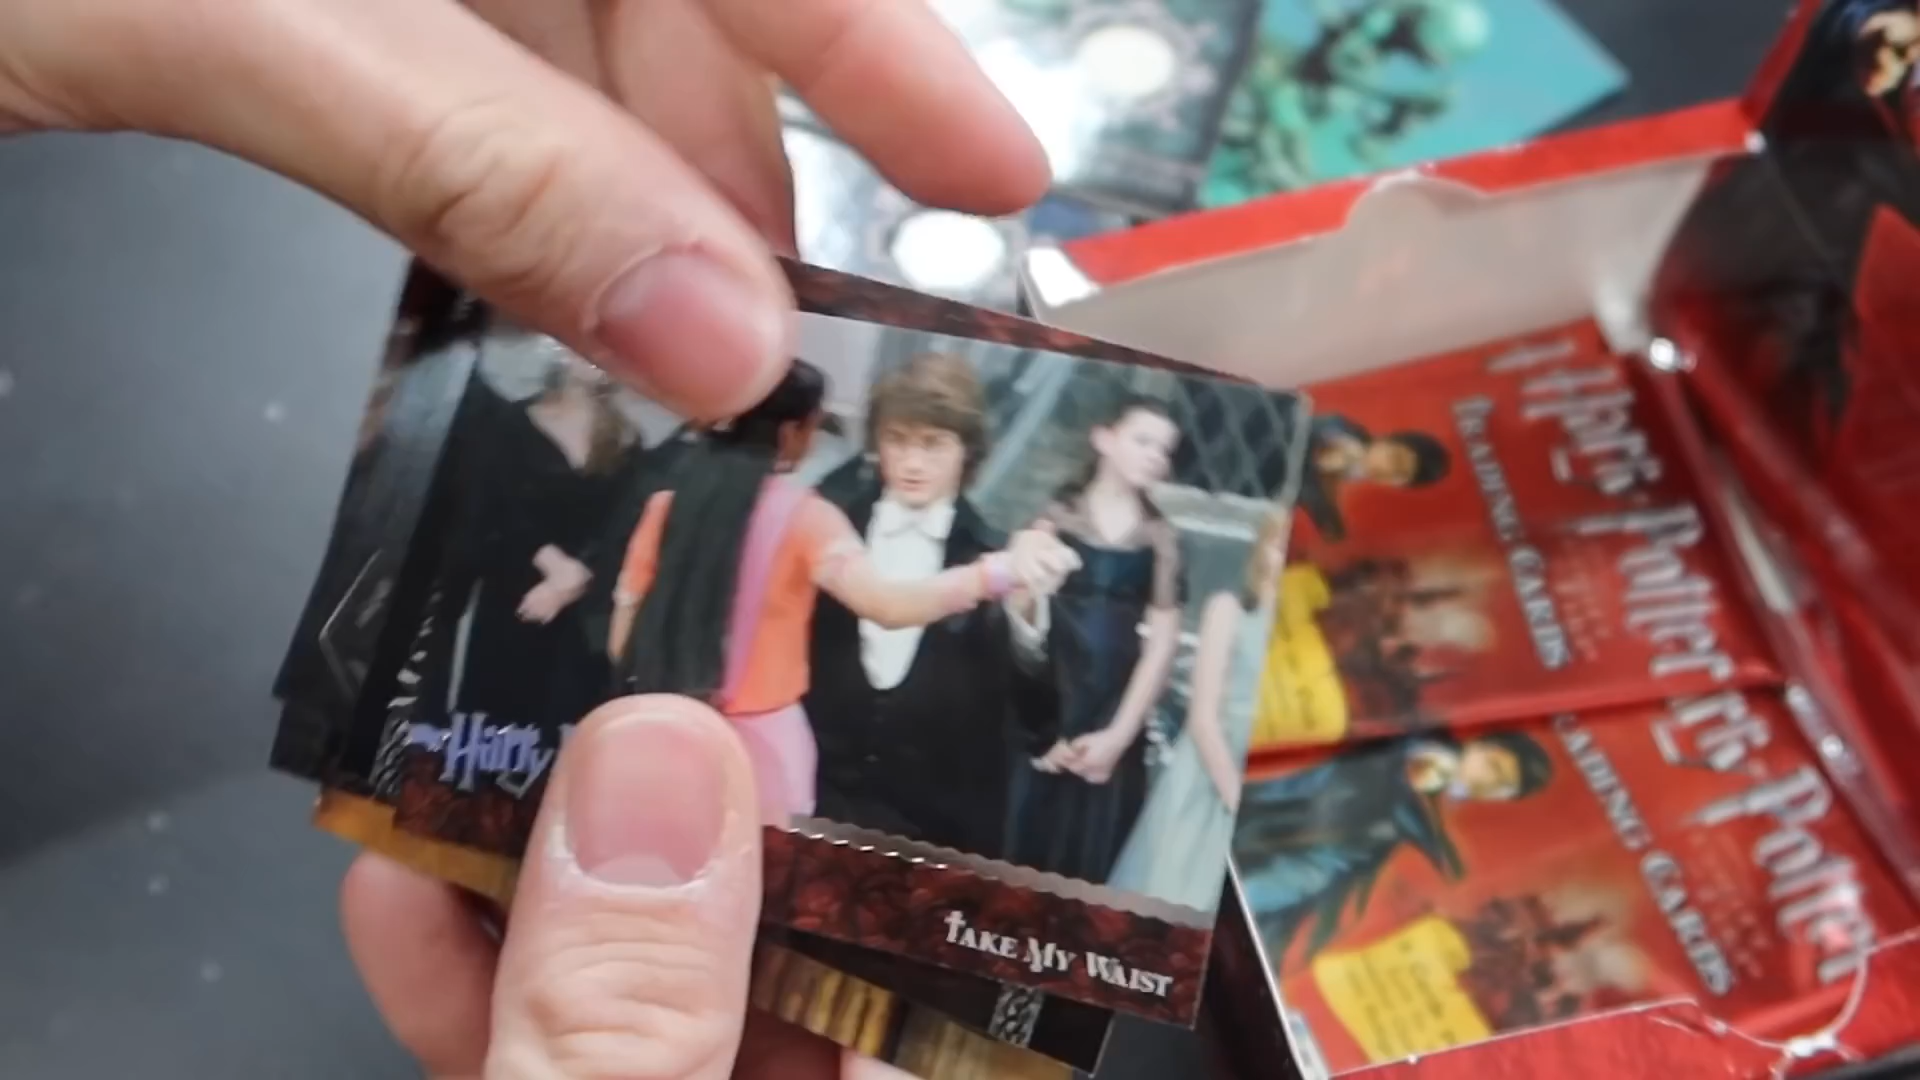 Harry
TAKE MY WAIST
Harry Potter
TRADING CARDS
Harry Potter
TRADING CARDS